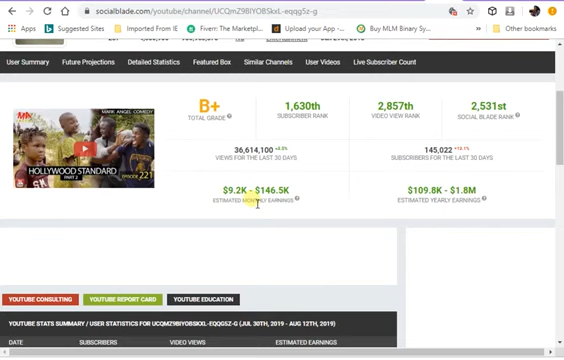 socialblade.com/youtube/channel/UCQmZ9BIYOBSkxL-eqqg5z-g
Apps
Suggested Sites
Imported From IE
Fiverr: The Marketpl...
Upload your App -...
Buy MLM Binary Sy...
Other bookmarks
User Summary
Future Projections
Detailed Statistics
Featured Box
Similar Channels
User Videos
Live Subscriber Count
MARK ANGEL COMEDY
HOLLYWOOD STANDARD
PART 2
EPISODE 221
B+
TOTAL GRADE
1,630th
SUBSCRIBER RANK
2,857th
VIDEO VIEW RANK
2,531st
SOCIAL BLADE RANK
36,614,100
VIEWS FOR THE LAST 30 DAYS
145,022
SUBSCRIBERS FOR THE LAST 30 DAYS
$9.2K - $146.5K
ESTIMATED MONTHLY EARNINGS
$109.8K - $1.8M
ESTIMATED YEARLY EARNINGS
YOUTUBE CONSULTING
YOUTUBE REPORT CARD
YOUTUBE EDUCATION
YOUTUBE STATS SUMMARY / USER STATISTICS FOR UCQMZ9BIYOBSKXL-EQQG5Z-G (JUL 30TH, 2019 - AUG 12TH, 2019)
DATE
SUBSCRIBERS
VIDEO VIEWS
ESTIMATED EARNINGS